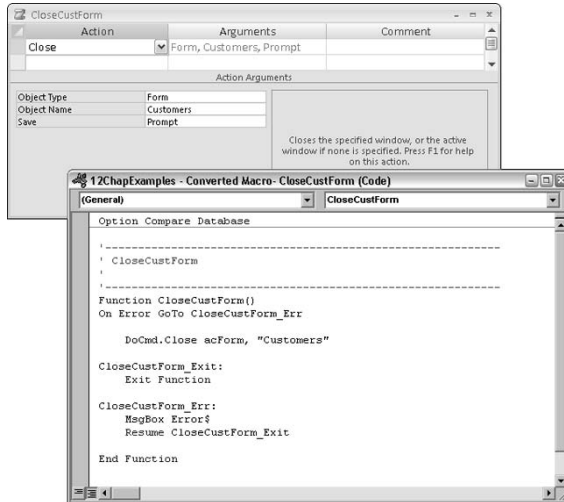 CloseCustForm
Action Arguments Comment
Close Form, Customers, Prompt
Action Arguments
Object Type Form
Object Name Customers
Save Prompt
Closes the specified window, or the active
window if none is specified. Press F1 for help
on this action.
12ChapExamples - Converted Macro- CloseCustForm (Code)
(General) CloseCustForm
Option Compare Database
'------------------------------------------------------------
' CloseCustForm
'
'------------------------------------------------------------
Function CloseCustForm()
On Error GoTo CloseCustForm_Err
DoCmd.Close acForm, "Customers"
CloseCustForm_Exit:
Exit Function
CloseCustForm_Err:
MsgBox Error$
Resume CloseCustForm_Exit
End Function